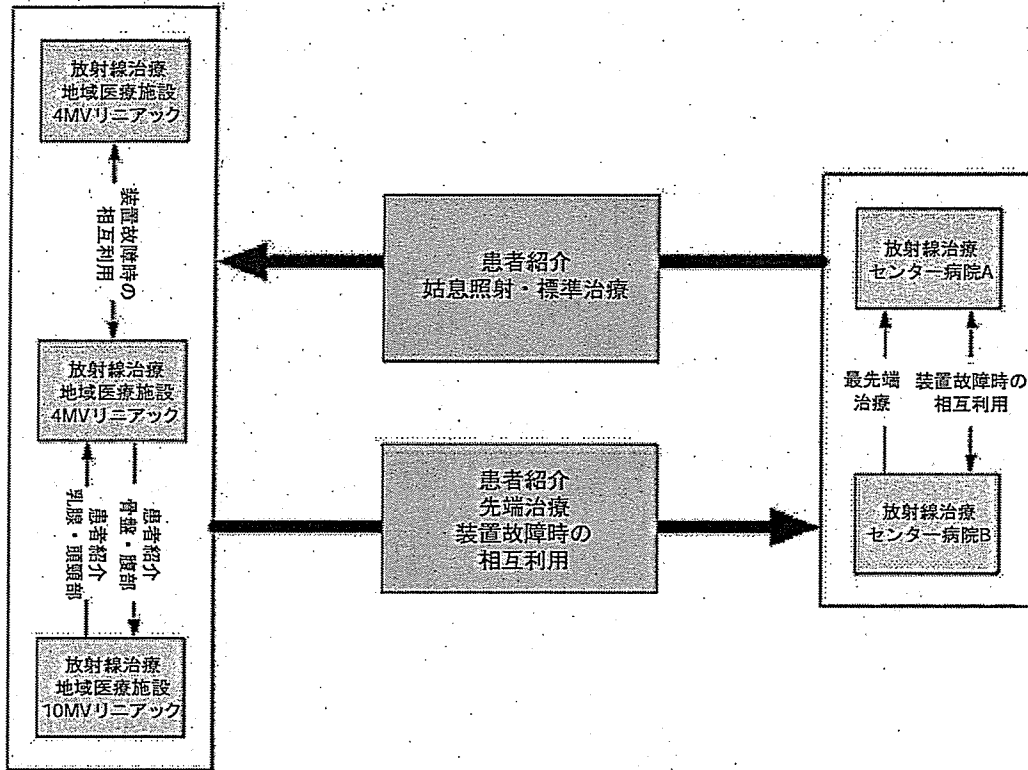 放射線治療
地域医療施設
4MVリニアック
装置故障時の
相互利用
放射線治療
地域医療施設
4MVリニアック
患者紹介
骨盤・腹部
患者紹介
乳腺・頭頸部
放射線治療
地域医療施設
10MVリニアック
患者紹介
姑息照射・標準治療
患者紹介
先端治療
装置故障時の
相互利用
放射線治療
センター病院A
最先端
治療
装置故障時の
相互利用
放射線治療
センター病院B